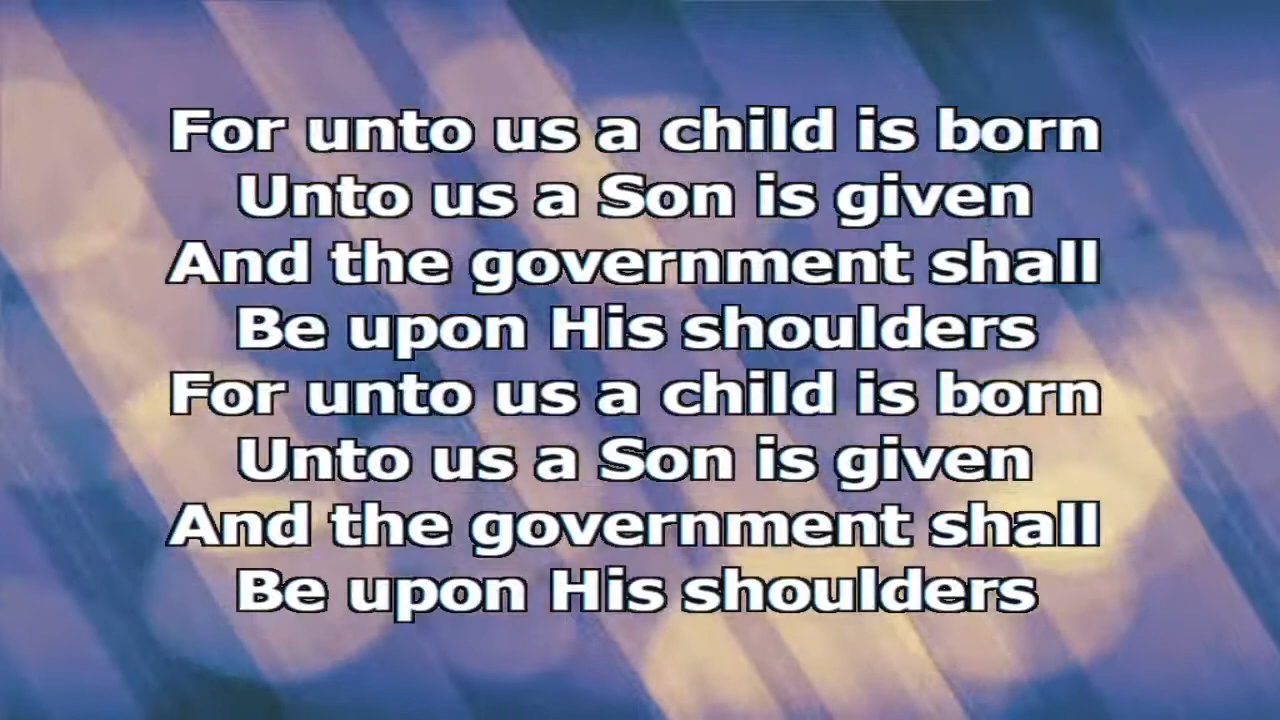 For unto us a child is born
Unto us a Son is given
And the government shall
Be upon His shoulders
For unto us a child is born
Unto us a Son is given
And the government shall
Be upon His shoulders